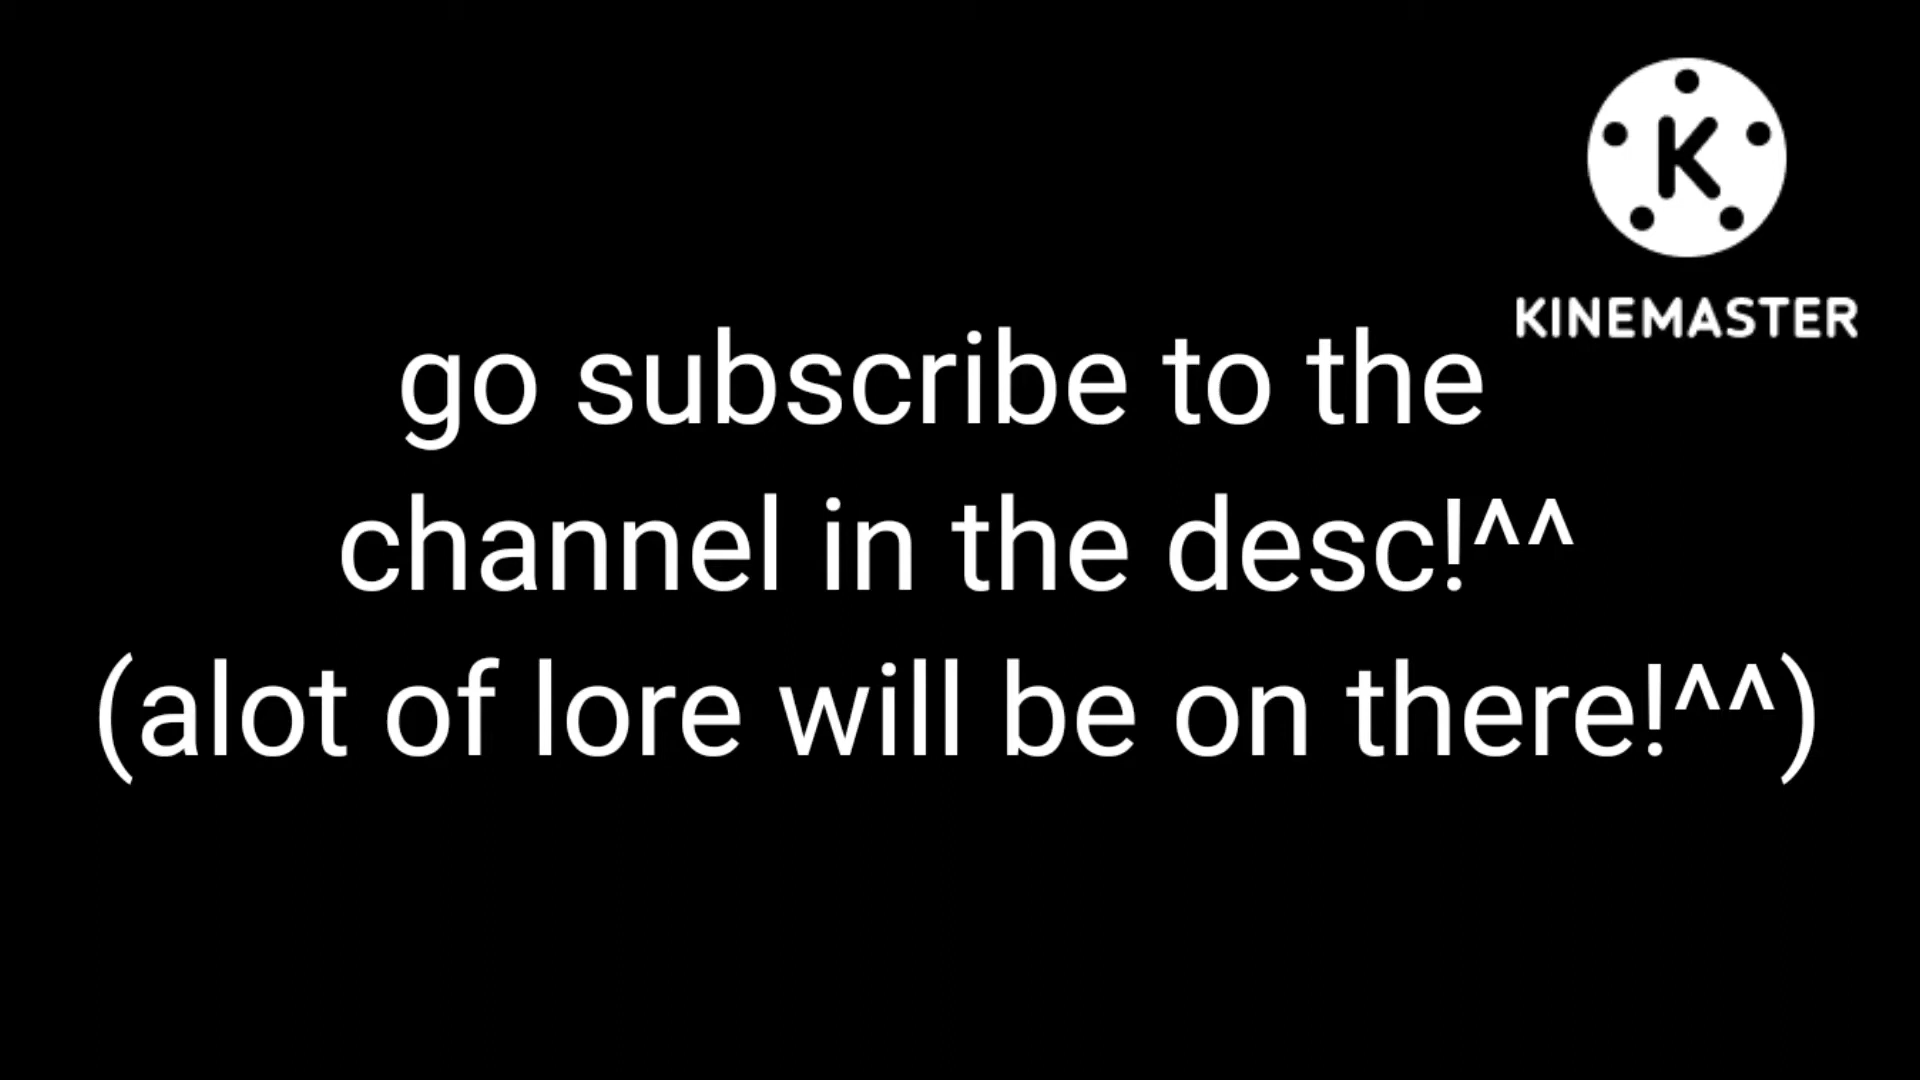 K
KINEMASTER
go subscribe to the
channel in the desc!^^
(alot of lore will be on there!^^)